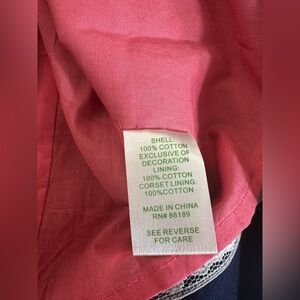 SHELL:
100% COTTON
EXCLUSIVE OF
DECORATION
LINING:
100% COTTON
CORSET LINING:
100%COTTON
MADE IN CHINA
RN# 88189
SEE REVERSE
FOR CARE